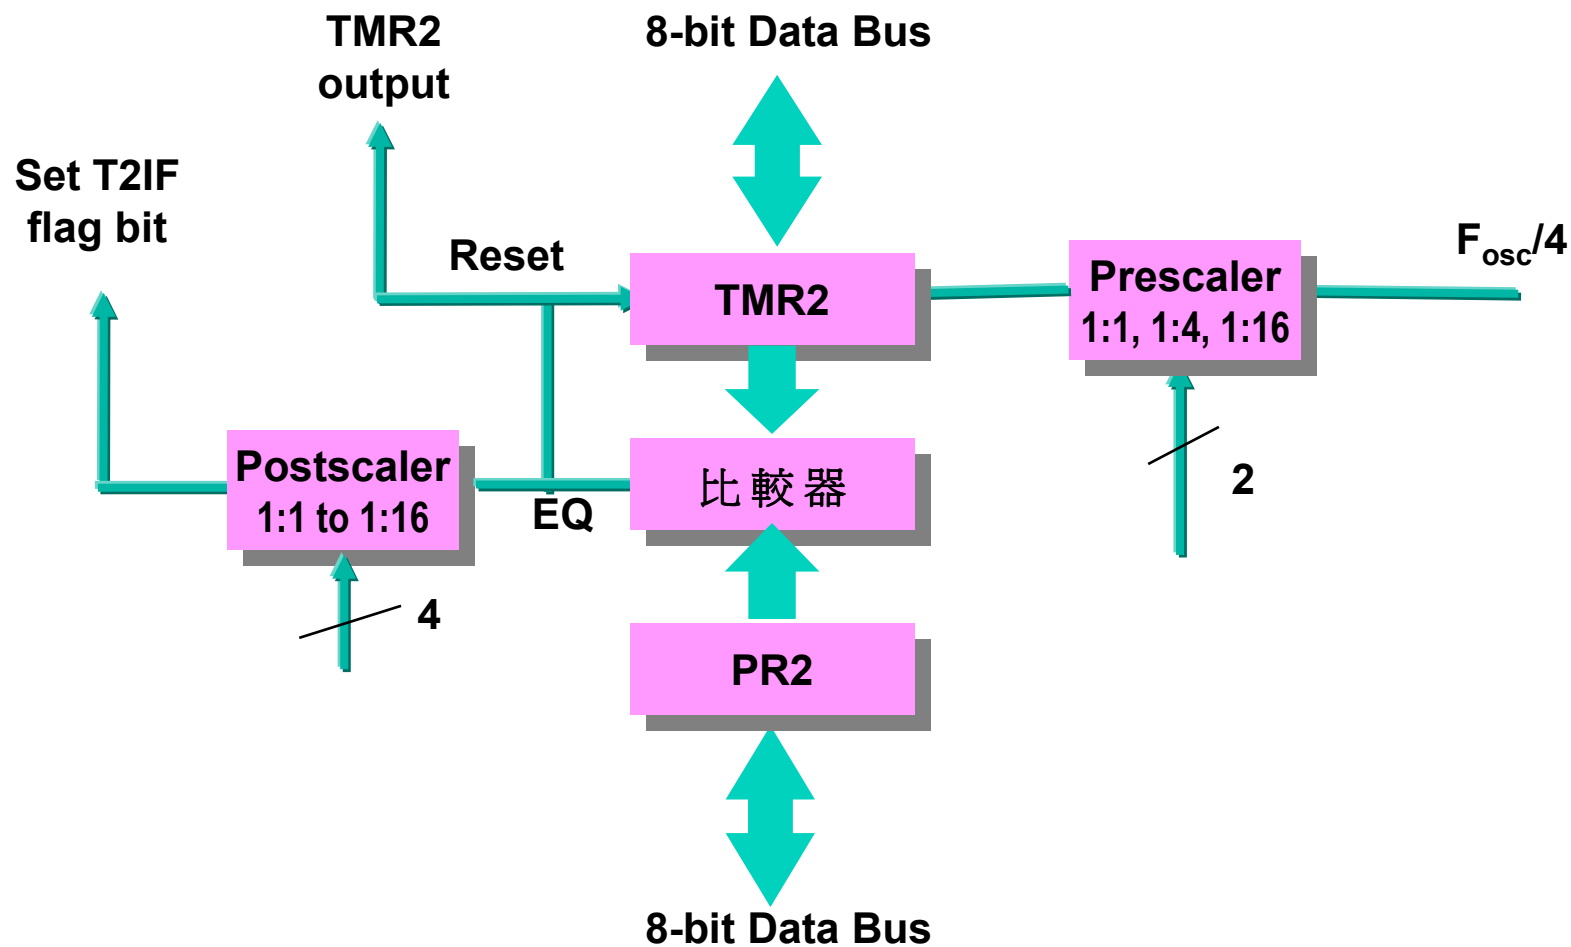 TMR2
output
8-bit Data Bus
Set T2IF
flag bit
Reset
TMR2
Prescaler
1:1, 1:4, 1:16
Fosc/4
Postscaler
1:1 to 1:16
EQ
比較器
2
4
PR2
8-bit Data Bus